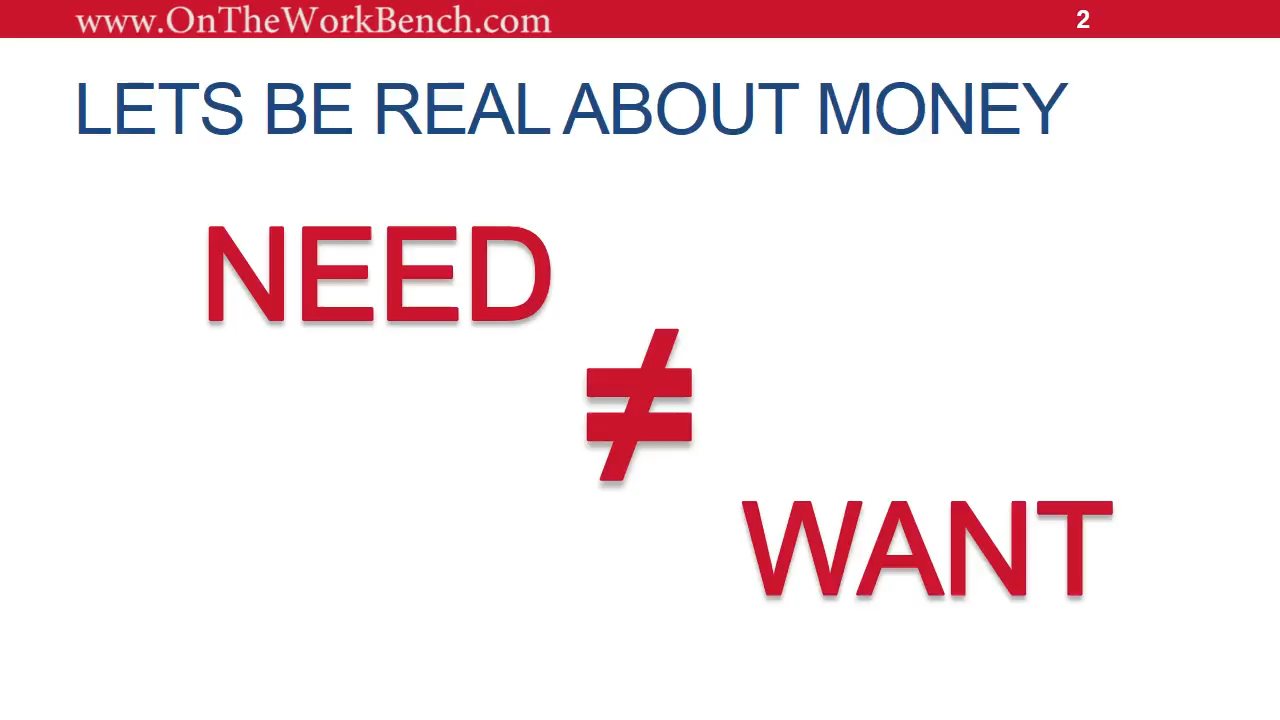 www.OnTheWorkBench.com 2
LETS BE REAL ABOUT MONEY
NEED
≠
WANT